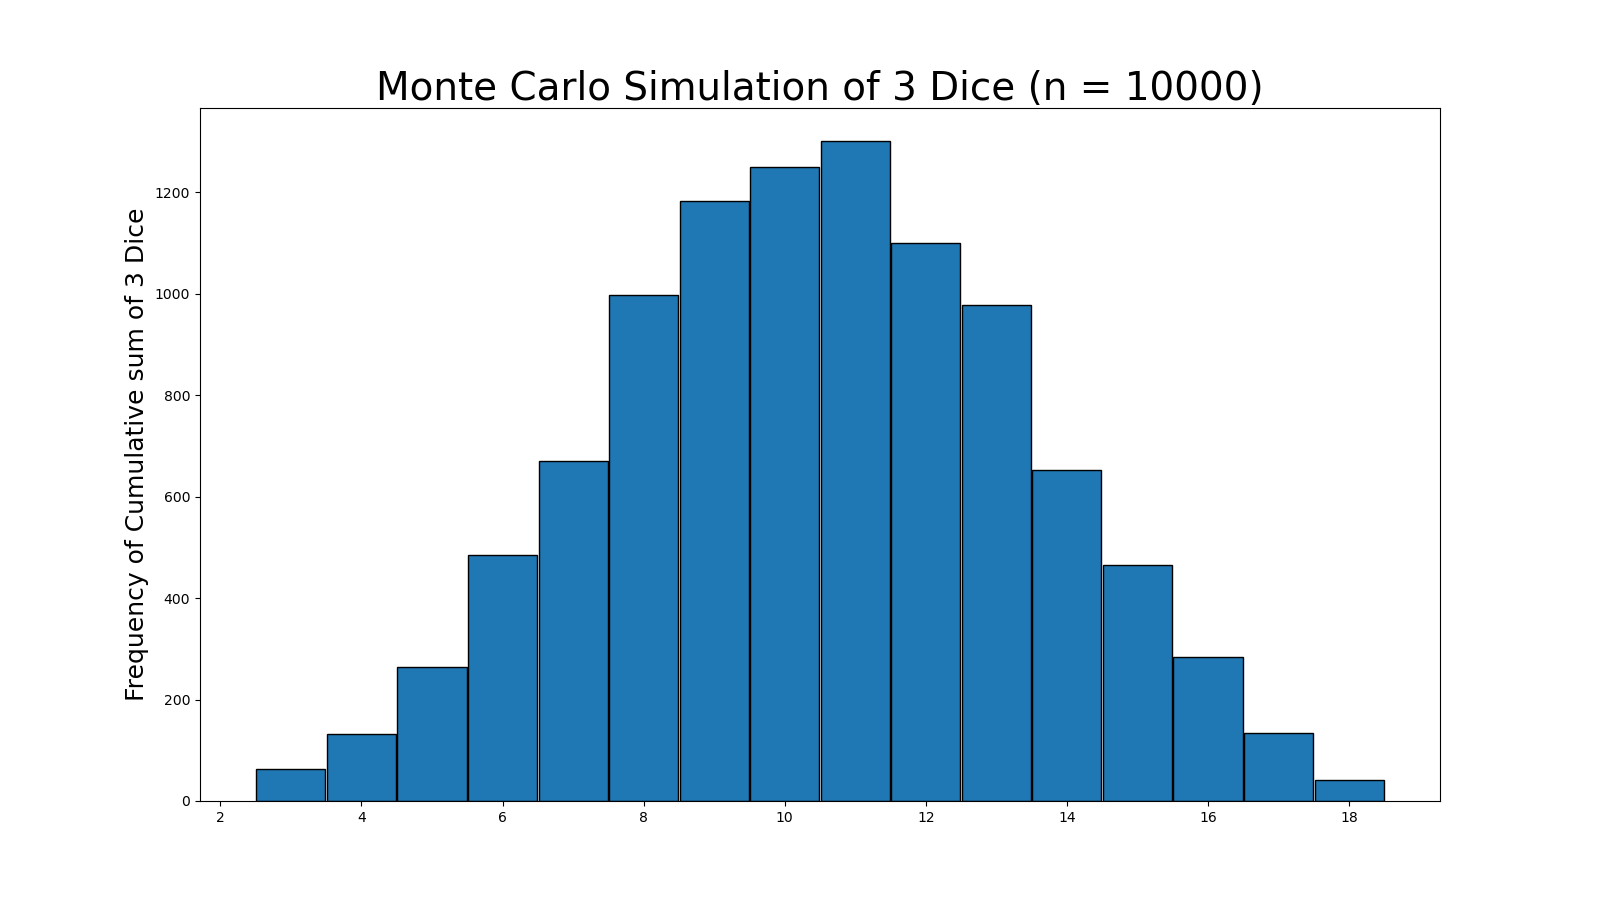 Monte Carlo Simulation of 3 Dice (n = 10000)
Frequency of Cumulative sum of 3 Dice
1200
1000
800
600
400
200
0
2 4 6 8 10 12 14 16 18